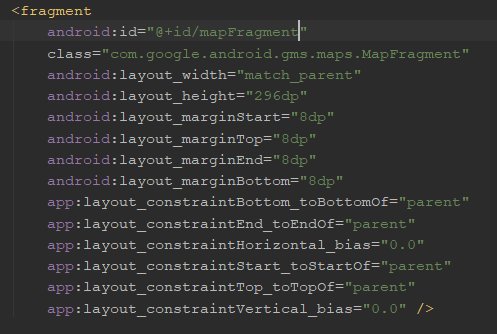 <fragment
android:id="@+id/mapFragment"
class="com.google.android.gms.maps.MapFragment"
android:layout_width="match_parent"
android:layout_height="296dp"
android:layout_marginStart="8dp"
android:layout_marginTop="8dp"
android:layout_marginEnd="8dp"
android:layout_marginBottom="8dp"
app:layout_constraintBottom_toBottomOf="parent"
app:layout_constraintEnd_toEndOf="parent"
app:layout_constraintHorizontal_bias="0.0"
app:layout_constraintStart_toStartOf="parent"
app:layout_constraintTop_toTopOf="parent"
app:layout_constraintVertical_bias="0.0" />